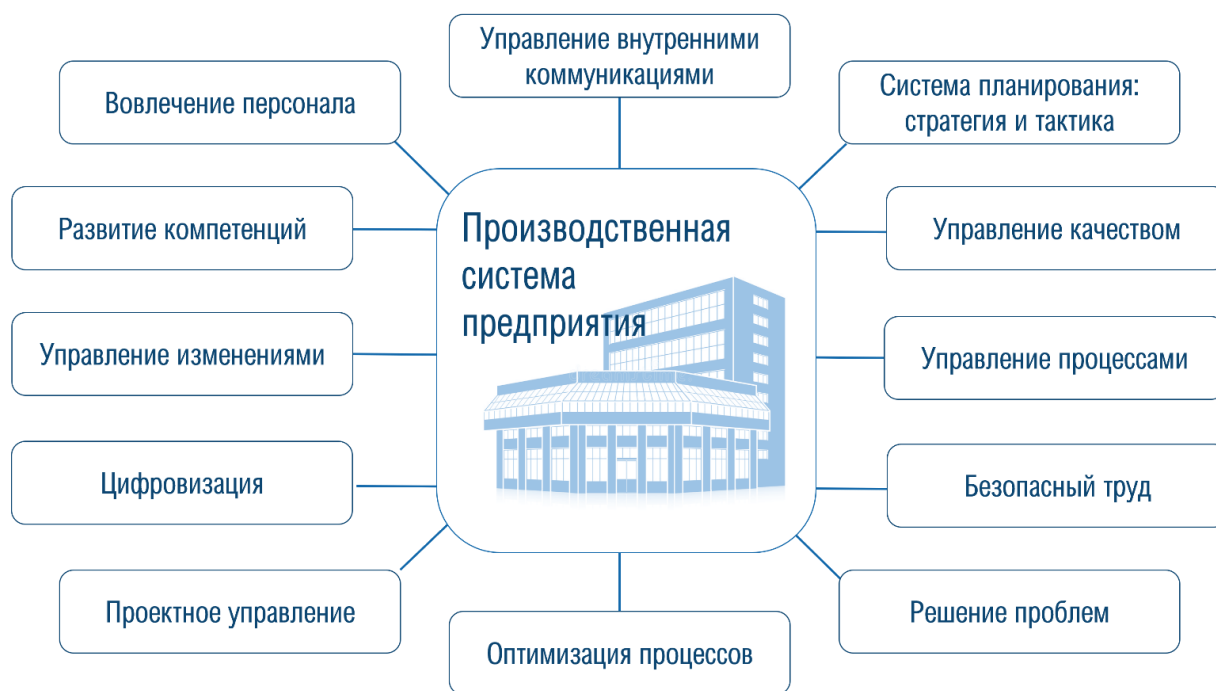 Управление внутренними
коммуникациями
Вовлечение персонала
Система планирования:
стратегия и тактика
Развитие компетенций
Производственная
система
предприятия
Управление качеством
Управление изменениями
Управление процессами
Цифровизация
Безопасный труд
Проектное управление
Решение проблем
Оптимизация процессов